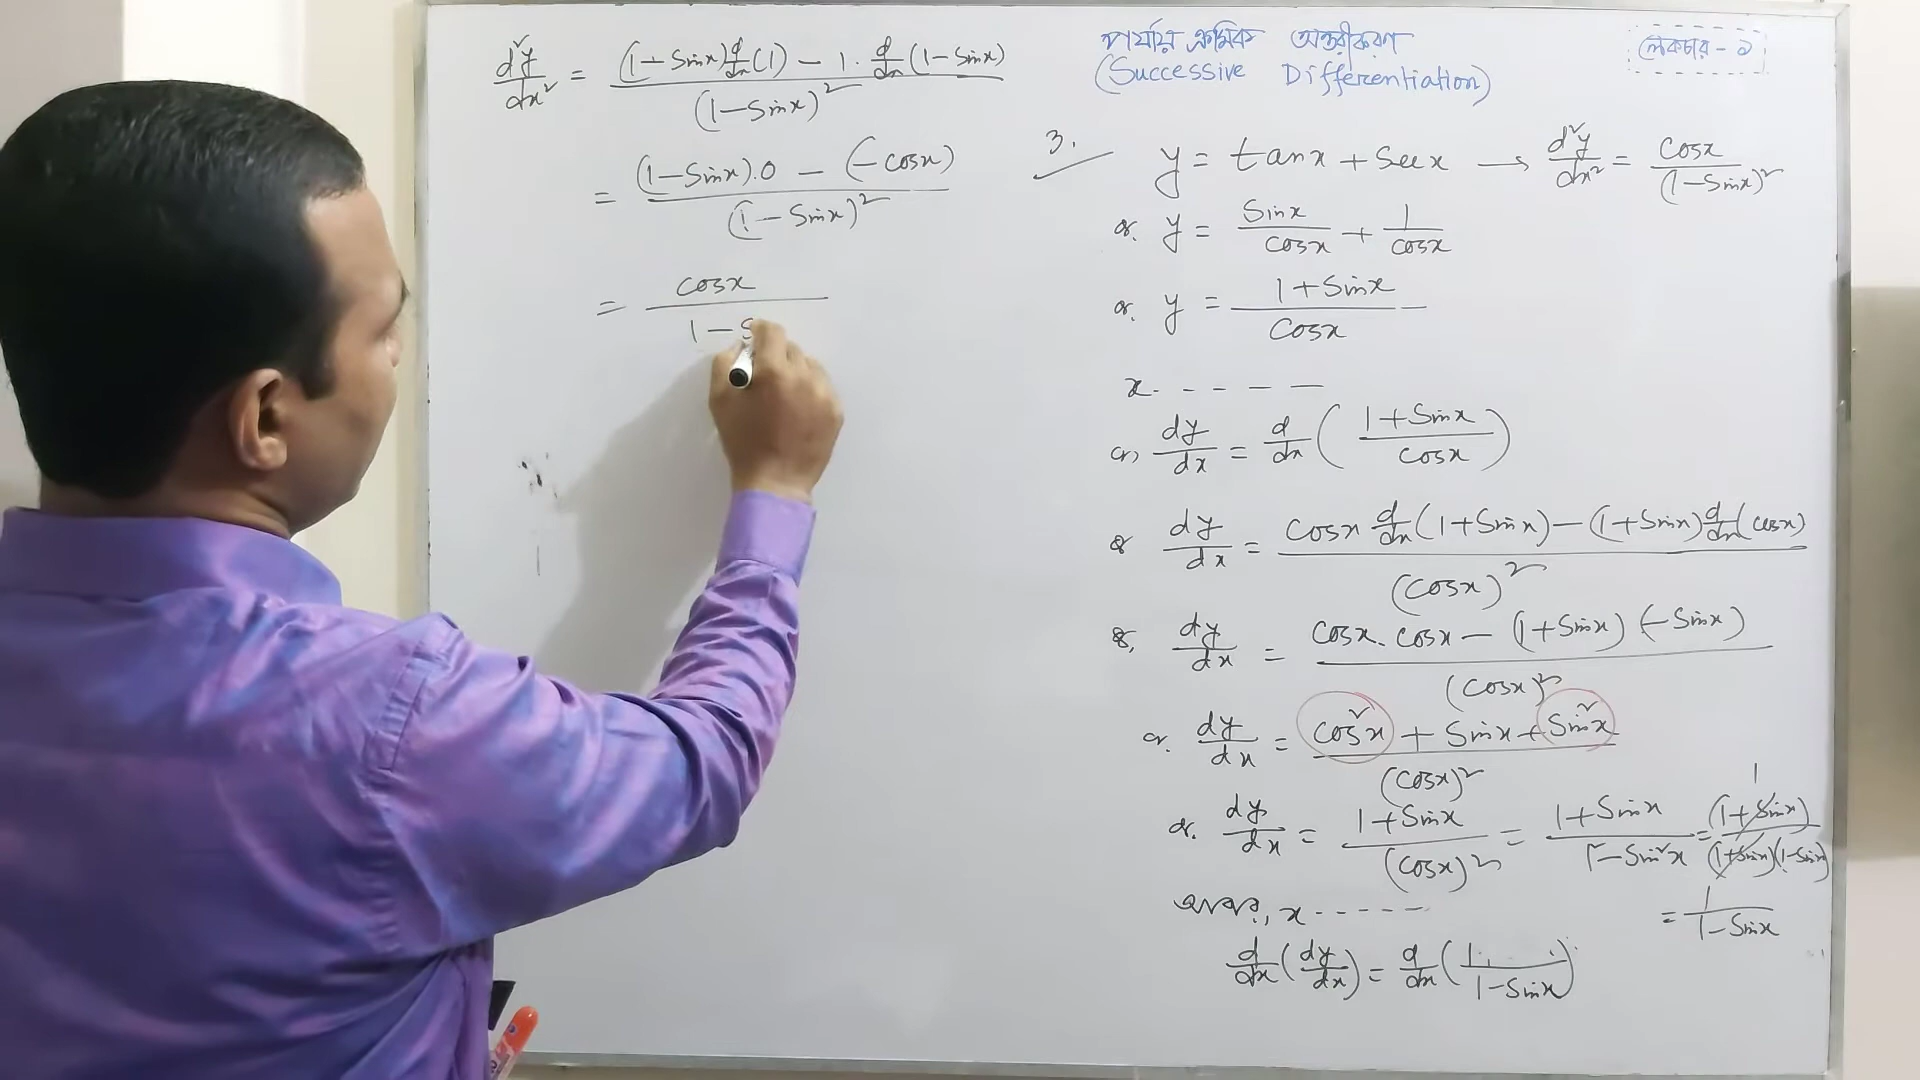 পর্যায় ক্রমিক অন্তরীকরণ
(Successive Differentiation)
লেকচার - ১
3. y = tanx + Secx → d²y/dx² = Cosx/(1-Sinx)²
or. y = Sinx/Cosx + 1/Cosx
or. y = 1+Sinx/Cosx
x- - - - -
or, dy/dx = d/dx (1+Sinx/Cosx)
or dy/dx = Cosx d/dx (1+Sinx) - (1+Sinx) d/dx (Cosx)/(Cosx)²
or, dy/dx = Cosx. Cosx - (1+Sinx) (-Sinx)/(Cosx)²
or. dy/dx = Cos²x + Sinx + Sin²x/(Cosx)²
or. dy/dx = 1+Sinx/(Cosx)² = 1+Sinx/1²-Sin²x = (1+Sinx)/(1+Sinx)(1-Sinx) 1
= 1/1-Sinx
আবার, x - - - - -
d/dx (dy/dx) = d/dx (1/1-Sinx)
d²y/dx² = (1-Sinx) d/dx (1) - 1. d/dx (1-Sinx)/(1-Sinx)²
= (1-Sinx).0 - (-Cosx)/(1-Sinx)²
= Cosx/1-S